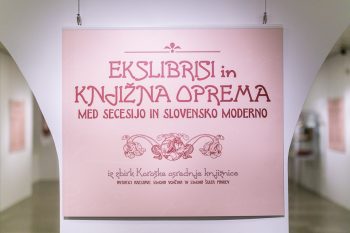 EKSLIBRISI in
KNJIŽNA OPREMA
MED SECESIJO IN SLOVENSKO MODERNO
iz zbirk Koroške osrednje knjižnice